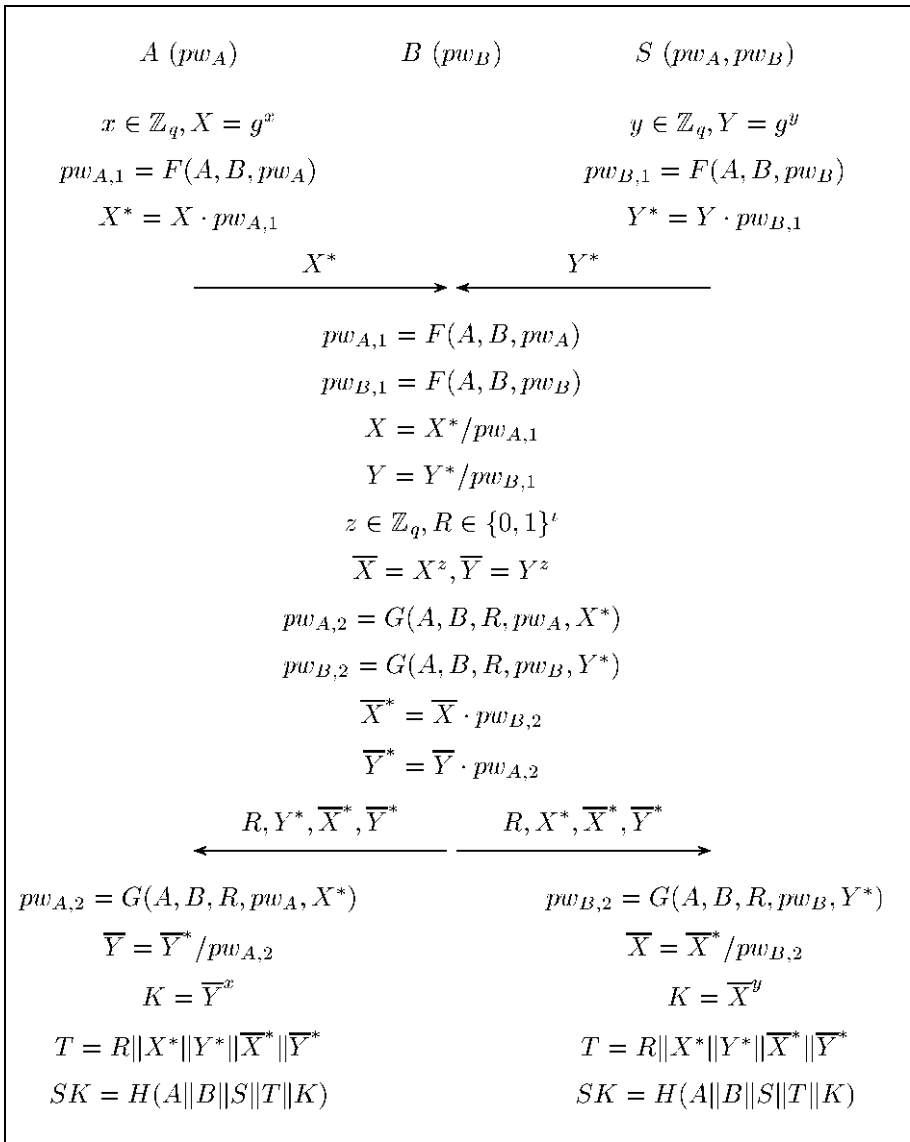 A (pw_A) B (pw_B) S (pw_A, pw_B)
x ∈ ℤ_q, X = g^x y ∈ ℤ_q, Y = g^y
pw_{A,1} = F(A, B, pw_A) pw_{B,1} = F(A, B, pw_B)
X* = X · pw_{A,1} Y* = Y · pw_{B,1}
X* Y*
pw_{A,1} = F(A, B, pw_A)
pw_{B,1} = F(A, B, pw_B)
X = X*/pw_{A,1}
Y = Y*/pw_{B,1}
z ∈ ℤ_q, R ∈ {0, 1}^ι
X̅ = X^z, Y̅ = Y^z
pw_{A,2} = G(A, B, R, pw_A, X*)
pw_{B,2} = G(A, B, R, pw_B, Y*)
X̅* = X̅ · pw_{B,2}
Y̅* = Y̅ · pw_{A,2}
R, Y*, X̅*, Y̅* R, X*, X̅*, Y̅*
pw_{A,2} = G(A, B, R, pw_A, X*) pw_{B,2} = G(A, B, R, pw_B, Y*)
Y̅ = Y̅*/pw_{A,2} X̅ = X̅*/pw_{B,2}
K = Y̅^x K = X̅^y
T = R||X*||Y*||X̅*||Y̅* T = R||X*||Y*||X̅*||Y̅*
SK = H(A||B||S||T||K) SK = H(A||B||S||T||K)